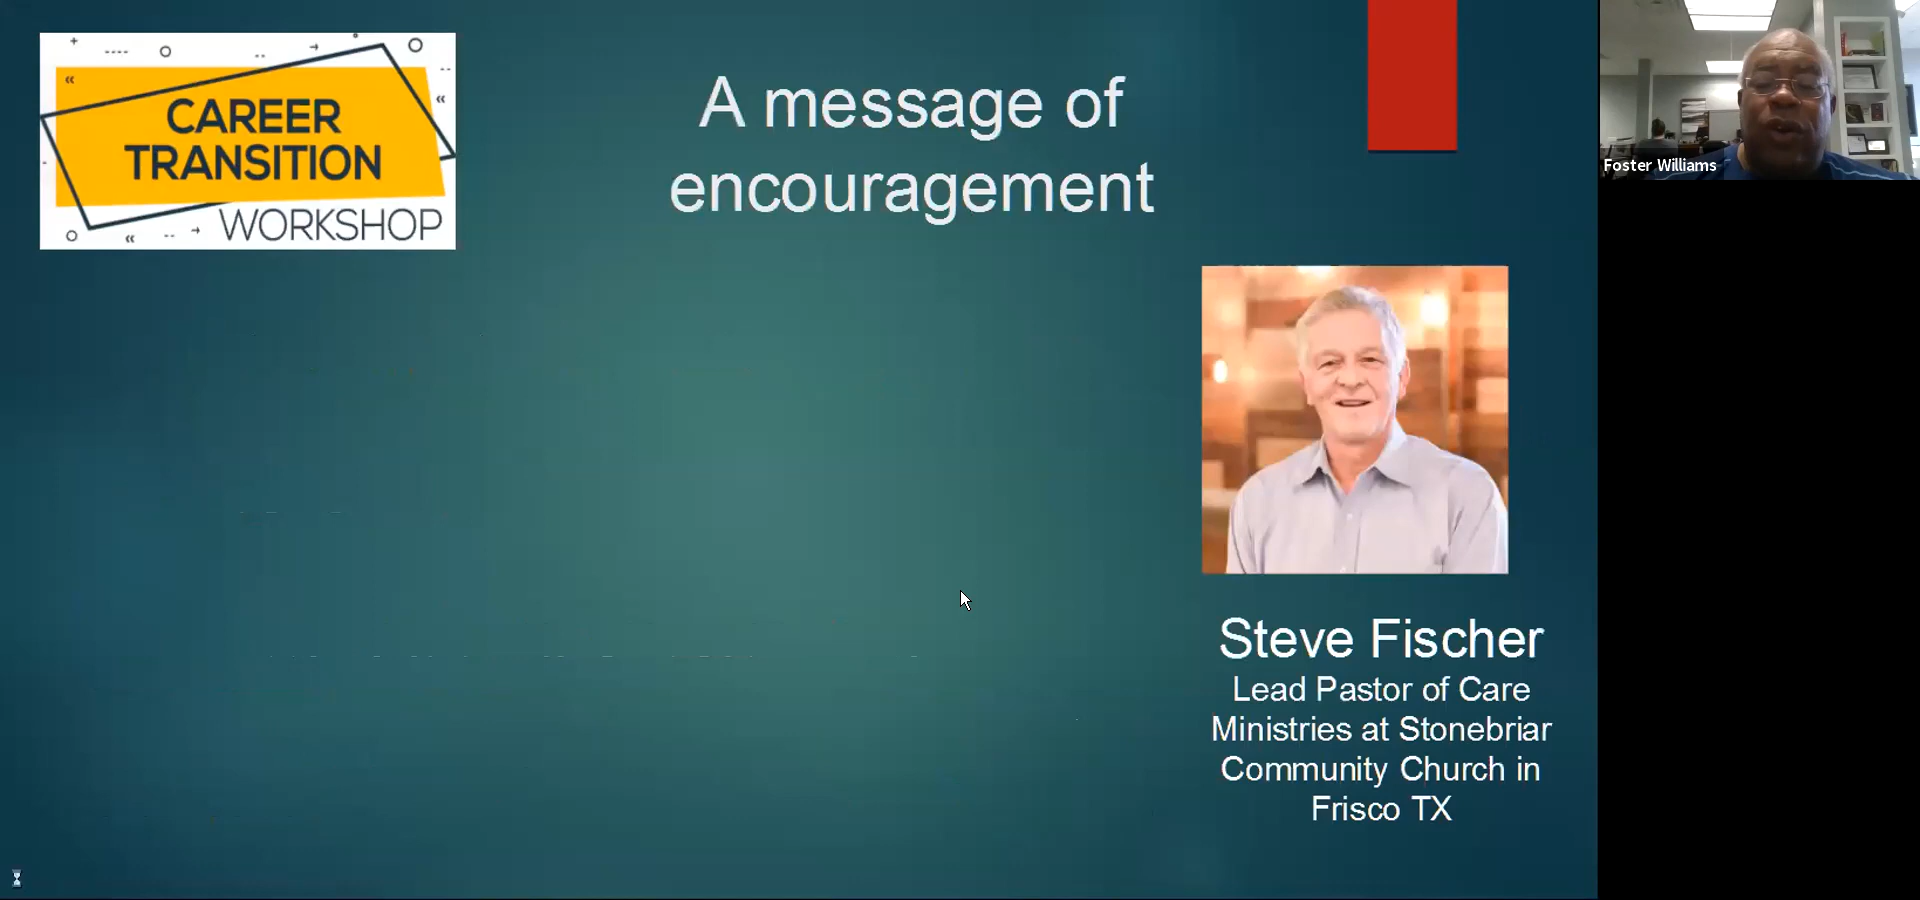 CAREER
TRANSITION
WORKSHOP
A message of
encouragement
Foster Williams
Steve Fischer
Lead Pastor of Care
Ministries at Stonebriar
Community Church in
Frisco TX